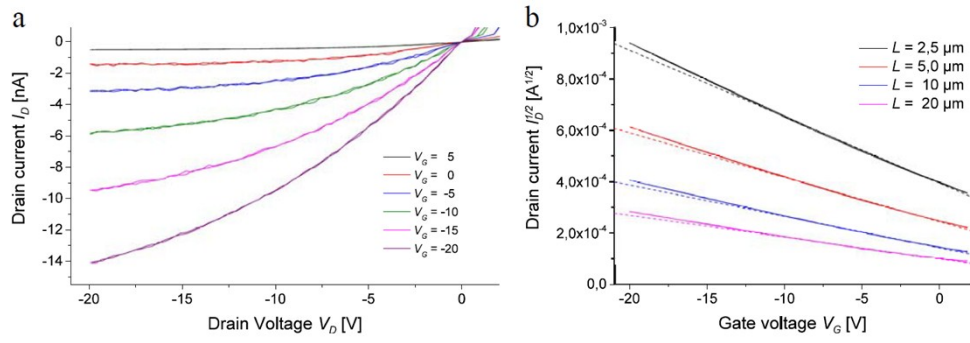 a
Drain current I_D [nA]
0
-2
-4
-6
-8
-10
-12
-14
V_G = 5
V_G = 0
V_G = -5
V_G = -10
V_G = -15
V_G = -20
-20
-15
-10
-5
0
Drain Voltage V_D [V]
b
Drain current I_D^1/2 [A^1/2]
1,0x10^-3
8,0x10^-4
6,0x10^-4
4,0x10^-4
2,0x10^-4
0,0
L = 2,5 µm
L = 5,0 µm
L = 10 µm
L = 20 µm
-20
-15
-10
-5
0
Gate voltage V_G [V]